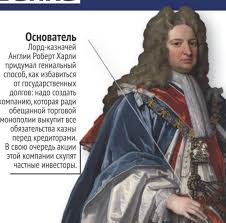 Основатель
Лорд-казначей
Англии Роберт Харли
придумал гениальный
способ, как избавиться
от государственных
долгов: надо создать
компанию, которая ради
обещанной торговой
монополии выкупит все
обязательства казны
перед кредиторами.
В свою очередь акции
этой компании скупят
частные инвесторы.